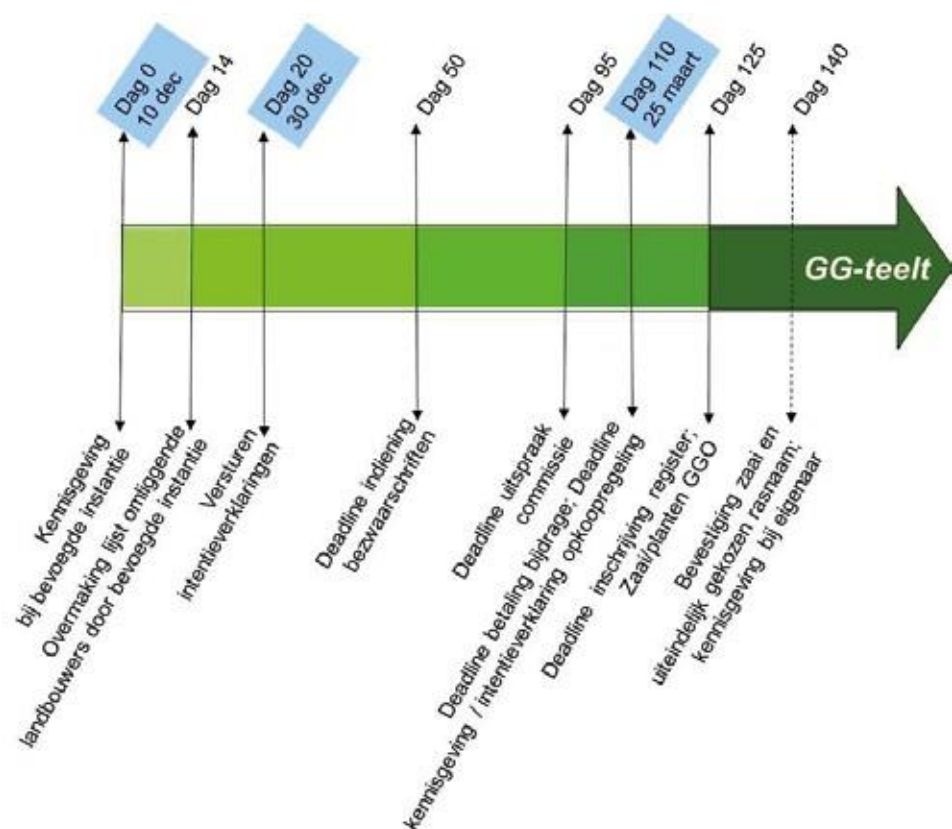 Dag 0
10 dec
Dag 14
Dag 20
30 dec
Dag 50
Dag 95
Dag 110
25 maart
Dag 125
Dag 140
GG-teelt
Kennisgeving
bij bevoegde instantie
Overmaking lijst omliggende
landbouwers door bevoegde instantie
Versturen
intentieverklaringen
Deadline indiening
bezwaarschriften
Deadline uitspraak
commissie
Deadline betaling bijdrage; Deadline
kennisgeving / intentieverklaring opkoopregeling
Deadline inschrijving register;
Zaai/planten GGO
Bevestiging zaai en
uiteindelijk gekozen rasnaam;
kennisgeving bij eigenaar